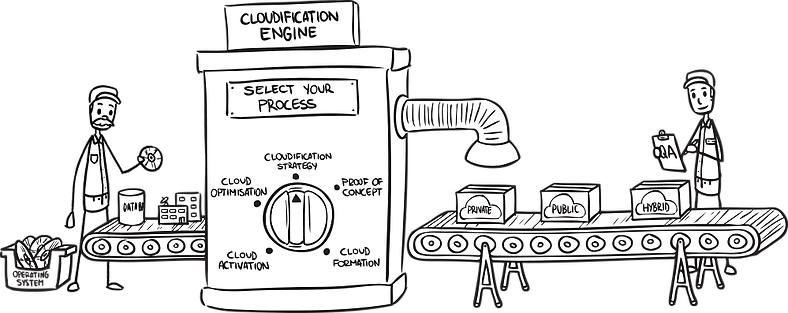 CLOUDIFICATION
ENGINE
SELECT YOUR
PROCESS
CLOUDIFICATION
STRATEGY
CLOUD
OPTIMISATION
PROOF OF
CONCEPT
CLOUD
ACTIVATION
CLOUD
FORMATION
OPERATING
SYSTEM
PRIVATE
PUBLIC
HYBRID
QA